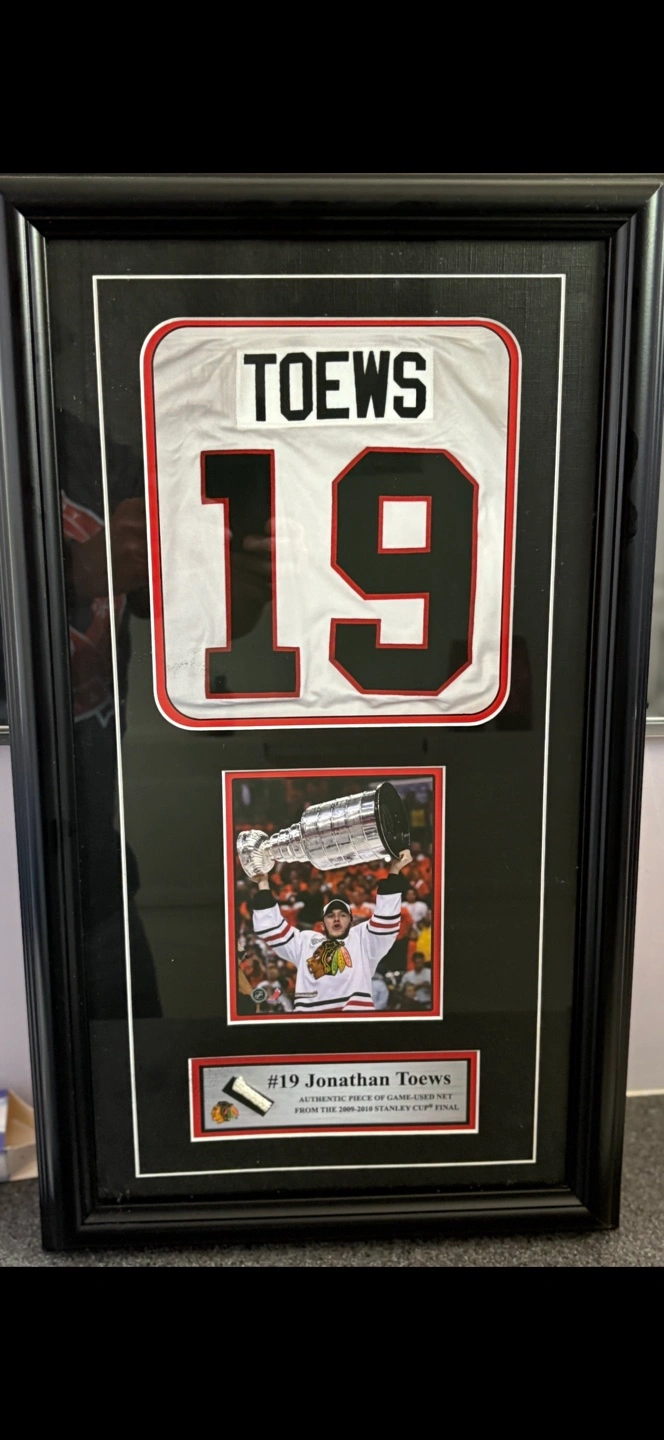 TOEWS
19
#19 Jonathan Toews
AUTHENTIC PIECE OF GAME-USED NET
FROM THE 2009-2010 STANLEY CUP® FINAL